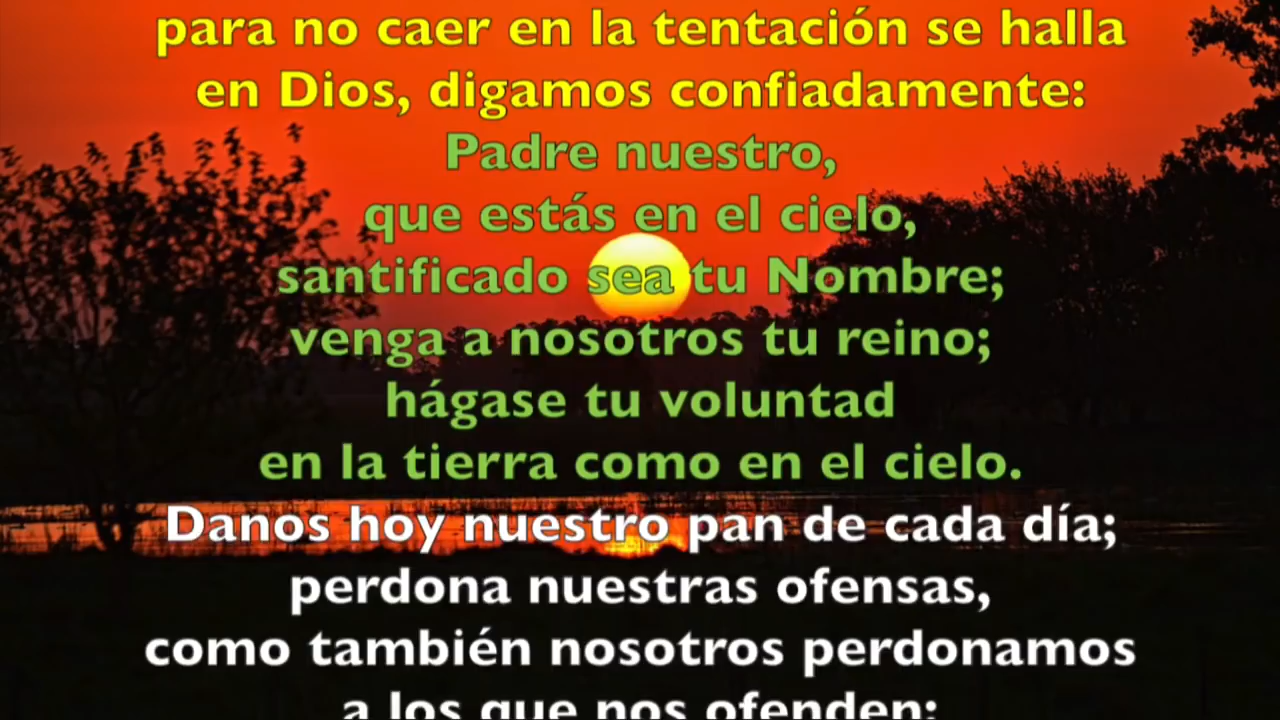 para no caer en la tentación se halla
en Dios, digamos confiadamente:
Padre nuestro,
que estás en el cielo,
santificado sea tu Nombre;
venga a nosotros tu reino;
hágase tu voluntad
en la tierra como en el cielo.
Danos hoy nuestro pan de cada día;
perdona nuestras ofensas,
como también nosotros perdonamos
a los que nos ofenden;